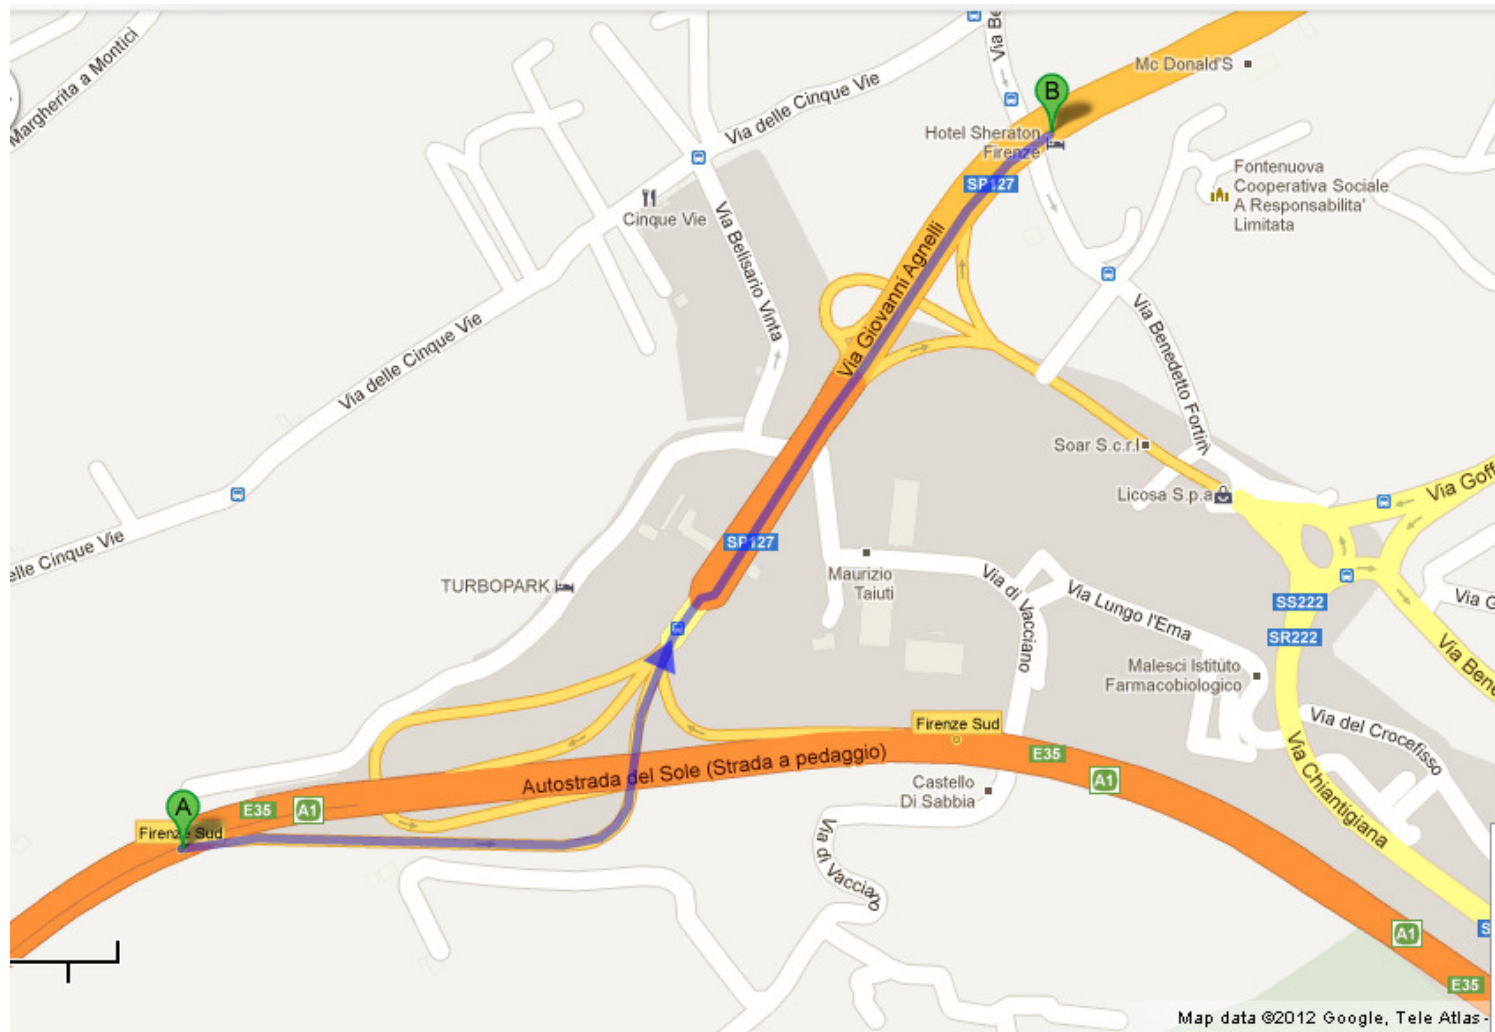 Margherita a Montici
Via delle Cinque Vie
Via Be
Mc Donald'S
B
Hotel Sheraton
Firenze
SP127
Fontenuova
Cooperativa Sociale
A Responsabilita'
Limitata
Cinque Vie
Via Belisario Vinta
Via Giovanni Agnelli
Via Benedetto Fortini
Via delle Cinque Vie
Soar S.c.r.l
Licosa S.p.a
Via Goff
elle Cinque Vie
SP127
TURBOPARK
Maurizio
Taiuti
Via di Vacciano
Via Lungo l'Ema
SS222
SR222
Via G
Via Bene
Malesci Istituto
Farmacobiologico
Firenze Sud
Via del Crocefisso
Autostrada del Sole (Strada a pedaggio)
E35
A1
Via Chiantigiana
Castello
Di Sabbia
A
E35
A1
Firenze Sud
Via di Vacciano
A1
S
E35
Map data ©2012 Google, Tele Atlas -